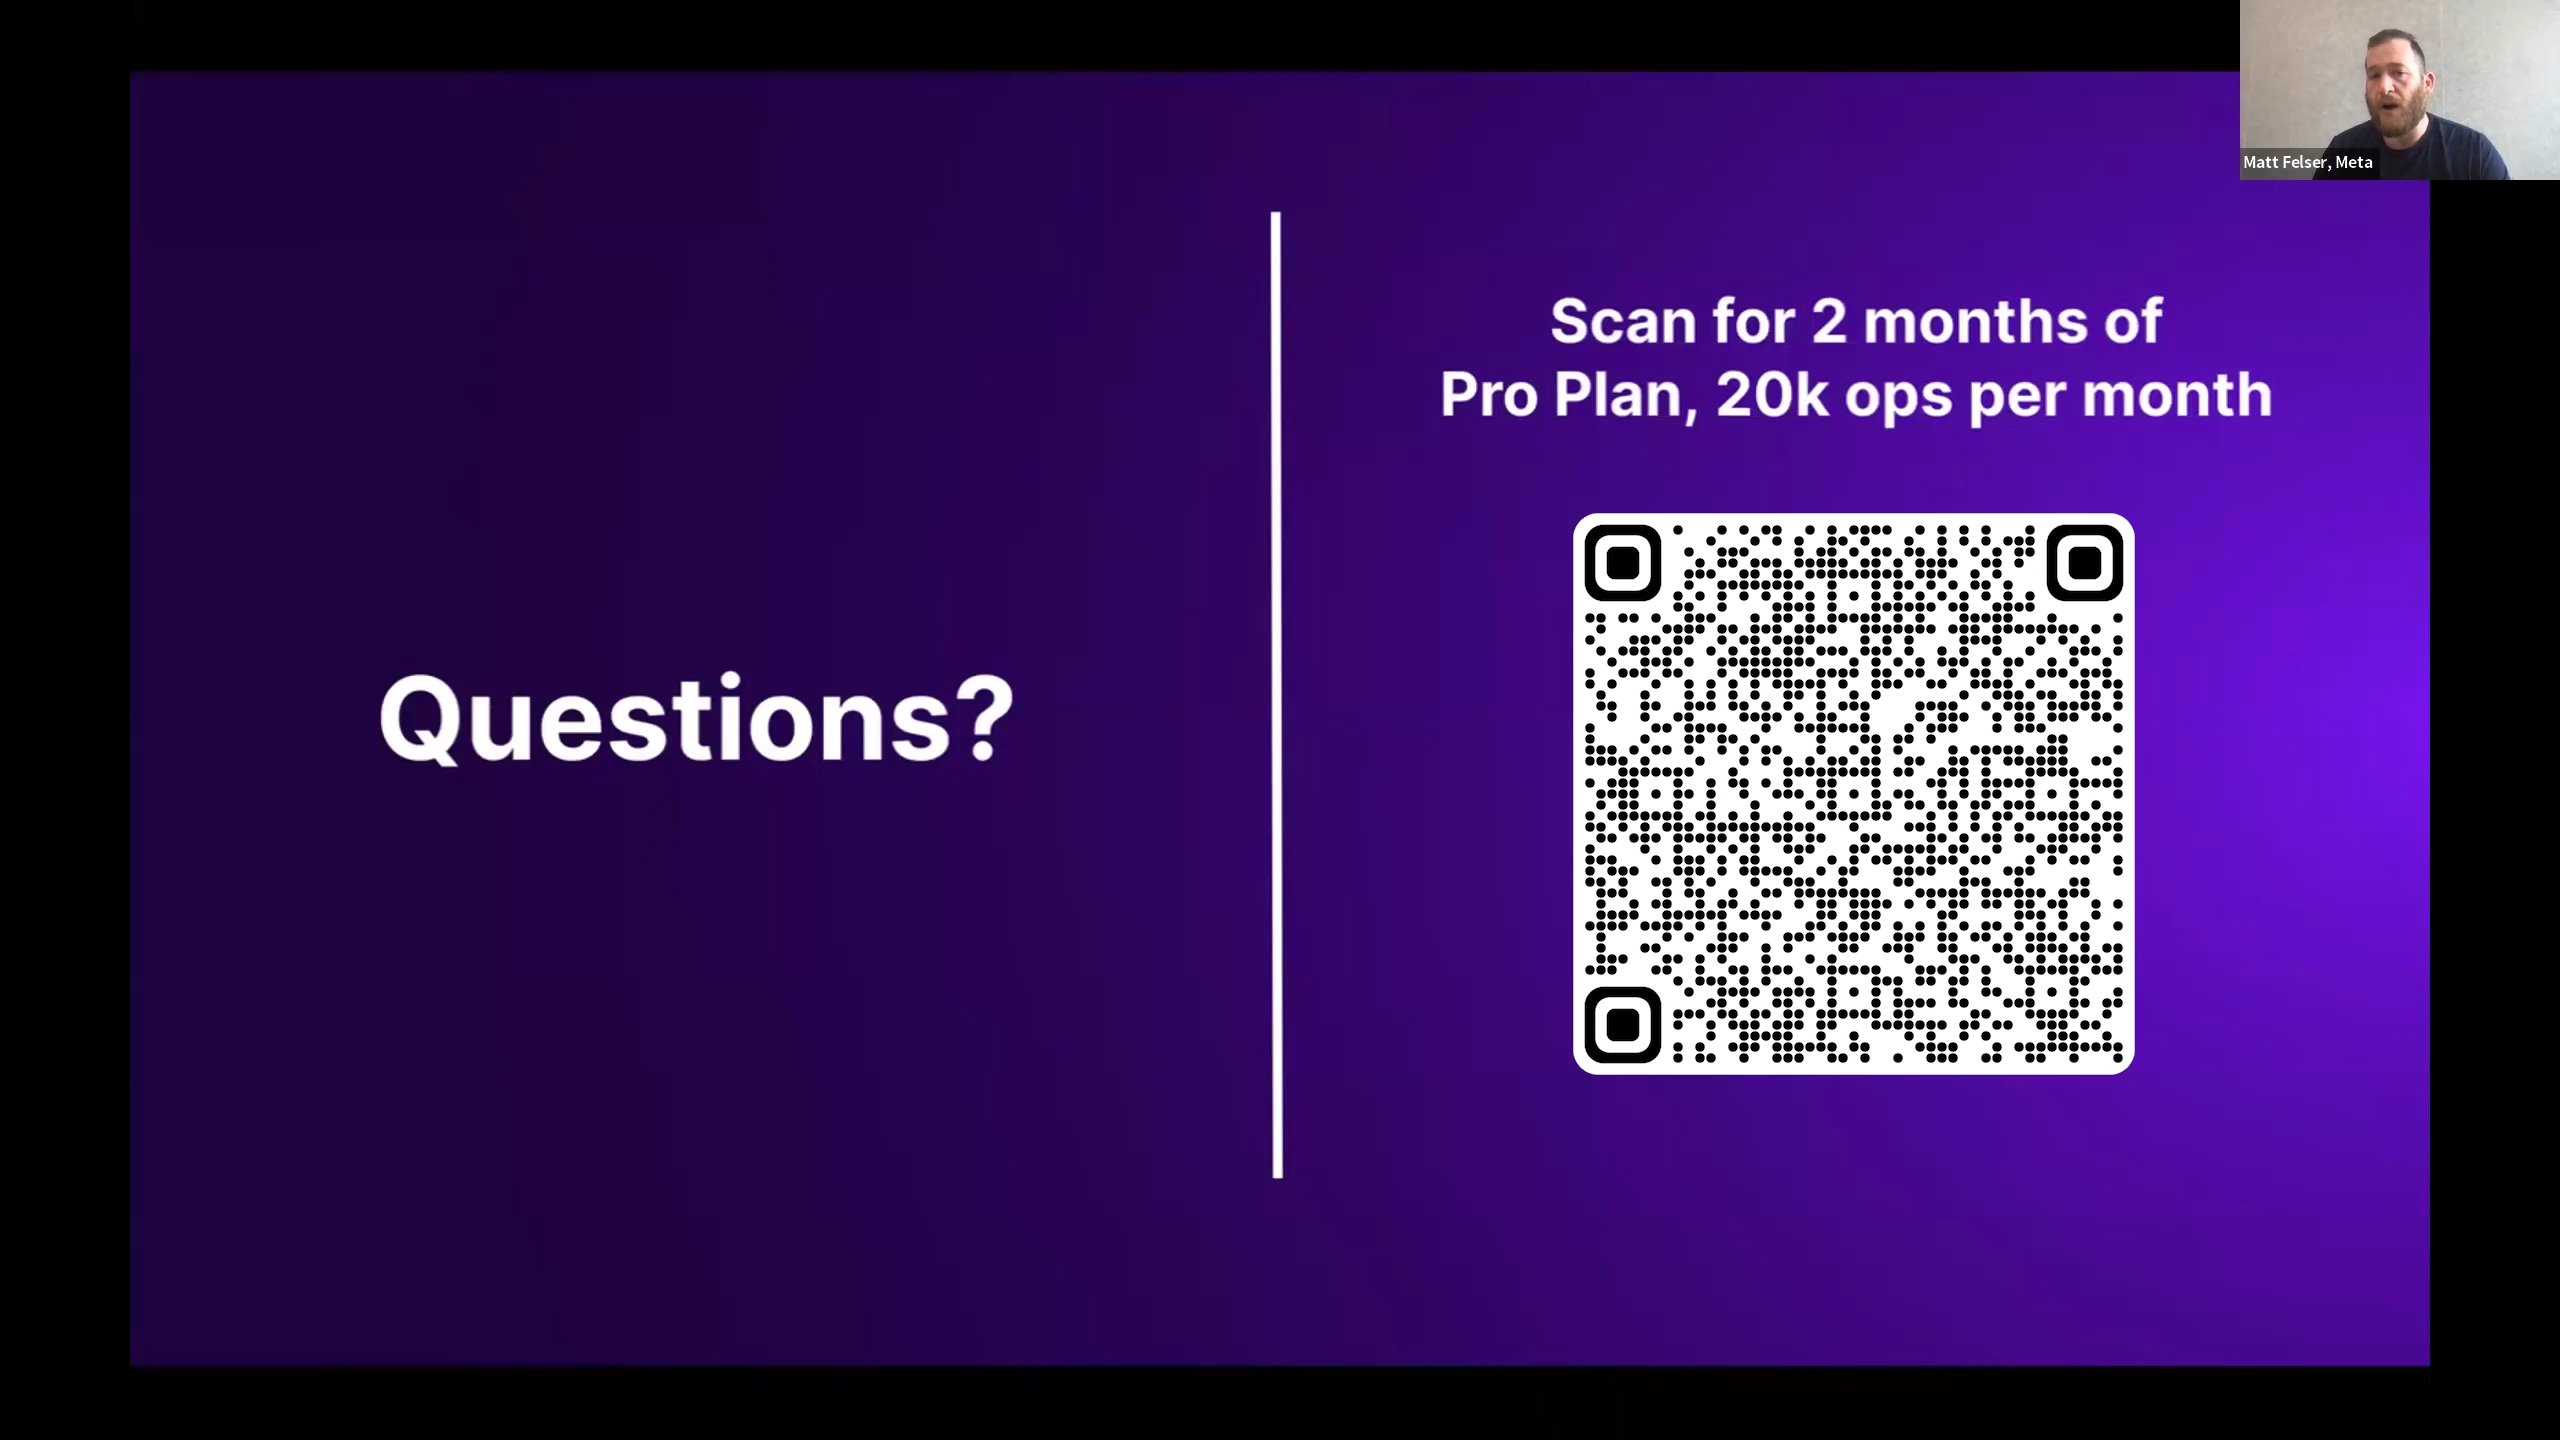 Matt Felser, Meta
Questions?
Scan for 2 months of
Pro Plan, 20k ops per month